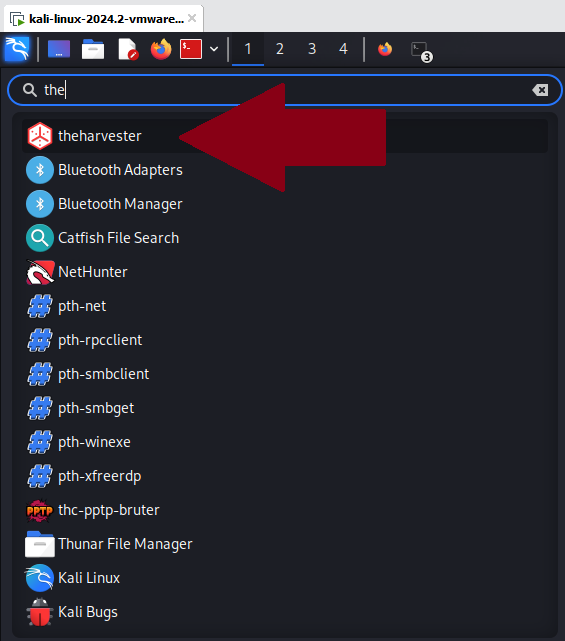 kali-linux-2024.2-vmware...
1 2 3 4 3
the
theharvester
Bluetooth Adapters
Bluetooth Manager
Catfish File Search
NetHunter
pth-net
pth-rpcclient
pth-smbclient
pth-smbget
pth-winexe
pth-xfreerdp
PPTP thc-pptp-bruter
Thunar File Manager
Kali Linux
Kali Bugs